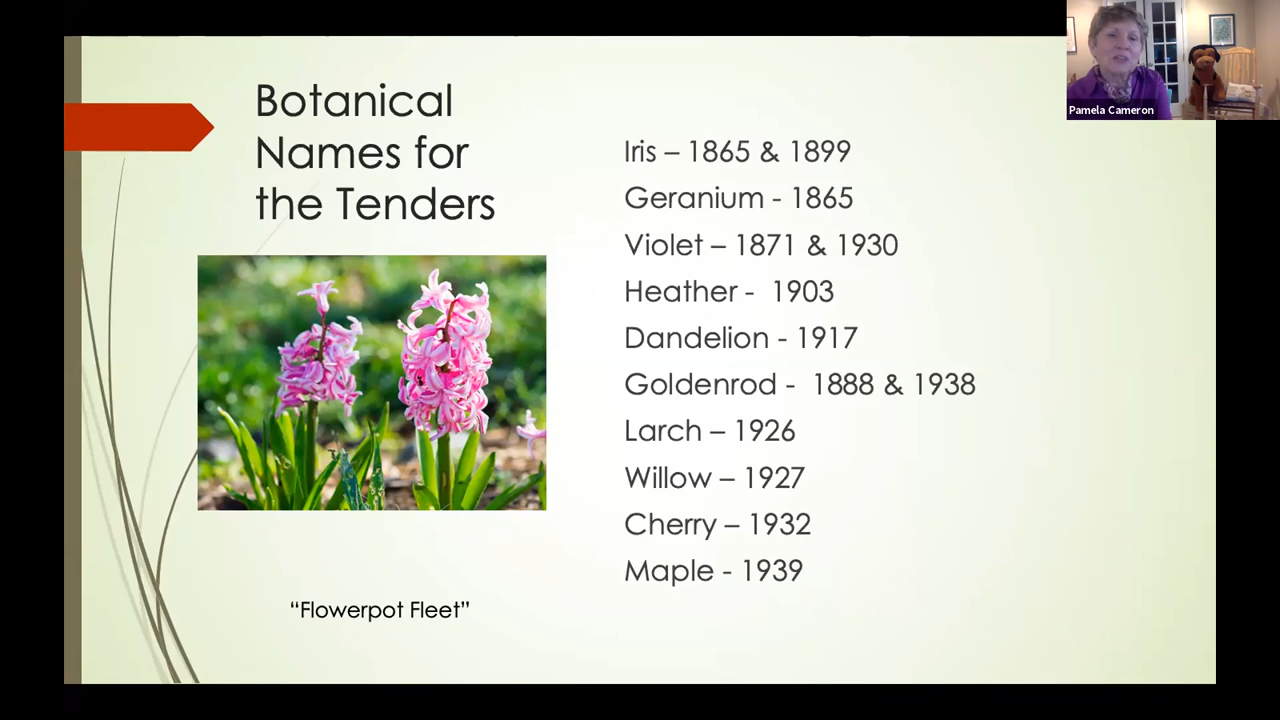 Botanical
Names for
the Tenders
Iris – 1865 & 1899
Geranium - 1865
Violet – 1871 & 1930
Heather -  1903
Dandelion - 1917
Goldenrod -  1888 & 1938
Larch – 1926
Willow – 1927
Cherry – 1932
Maple - 1939
“Flowerpot Fleet”
Pamela Cameron